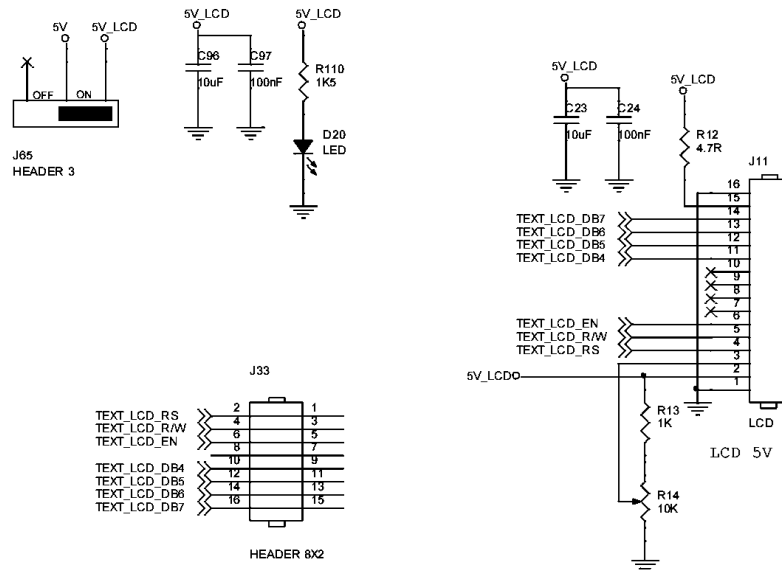 5V 5V_LCD
OFF ON
J65
HEADER 3
5V_LCD
C96
10uF
C97
100nF
5V_LCD
R110
1K5
D20
LED
5V_LCD
C23
10uF
C24
100nF
5V_LCD
R12
4.7R
J11
16
15
TEXT_LCD_DB7 14
TEXT_LCD_DB6 13
TEXT_LCD_DB5 12
TEXT_LCD_DB4 11
10
9
8
7
TEXT_LCD_EN 6
TEXT_LCD_R/W 5
TEXT_LCD_RS 4
3
5V_LCD 2
1
LCD
LCD 5V
R13
1K
R14
10K
J33
TEXT_LCD_RS 2 1
TEXT_LCD_R/W 4 3
TEXT_LCD_EN 6 5
8 7
TEXT_LCD_DB4 10 9
TEXT_LCD_DB5 12 11
TEXT_LCD_DB6 14 13
TEXT_LCD_DB7 16 15
HEADER 8X2